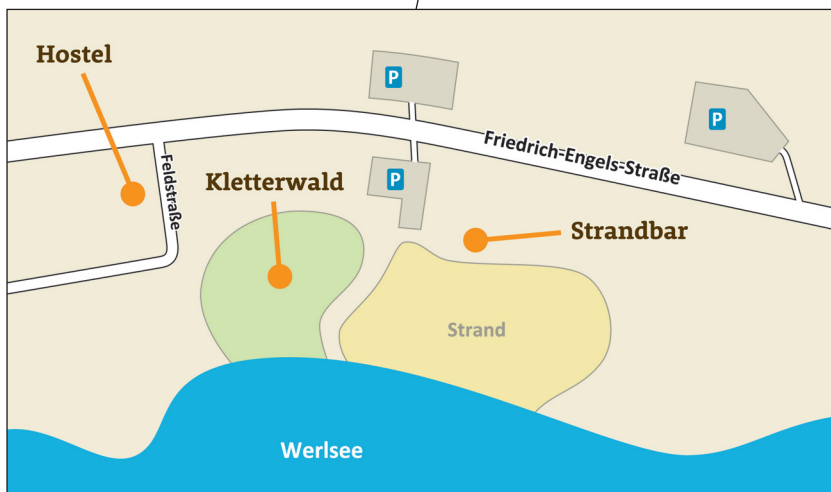 Hostel
P
P
Friedrich-Engels-Straße
Feldstraße
Kletterwald
P
Strandbar
Strand
Werlsee